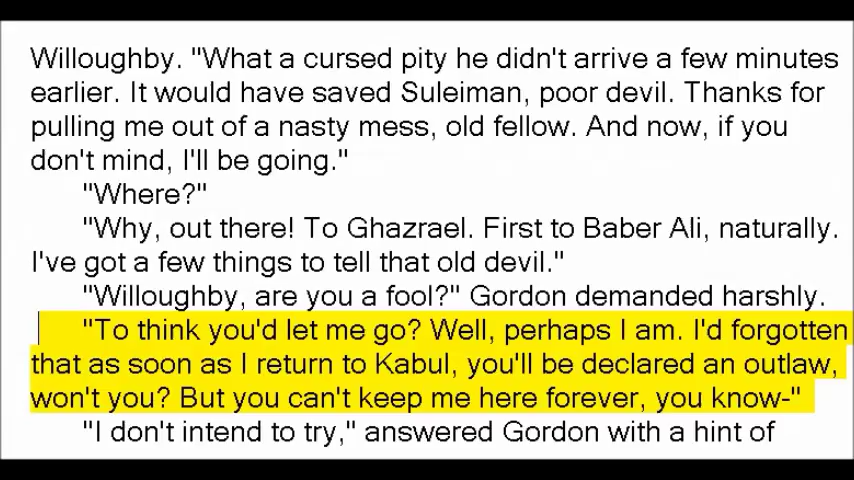 Willoughby. "What a cursed pity he didn't arrive a few minutes
earlier. It would have saved Suleiman, poor devil. Thanks for
pulling me out of a nasty mess, old fellow. And now, if you
don't mind, I'll be going."
"Where?"
"Why, out there! To Ghazrael. First to Baber Ali, naturally.
I've got a few things to tell that old devil."
"Willoughby, are you a fool?" Gordon demanded harshly.
"To think you'd let me go? Well, perhaps I am. I'd forgotten
that as soon as I return to Kabul, you'll be declared an outlaw,
won't you? But you can't keep me here forever, you know-"
"I don't intend to try," answered Gordon with a hint of